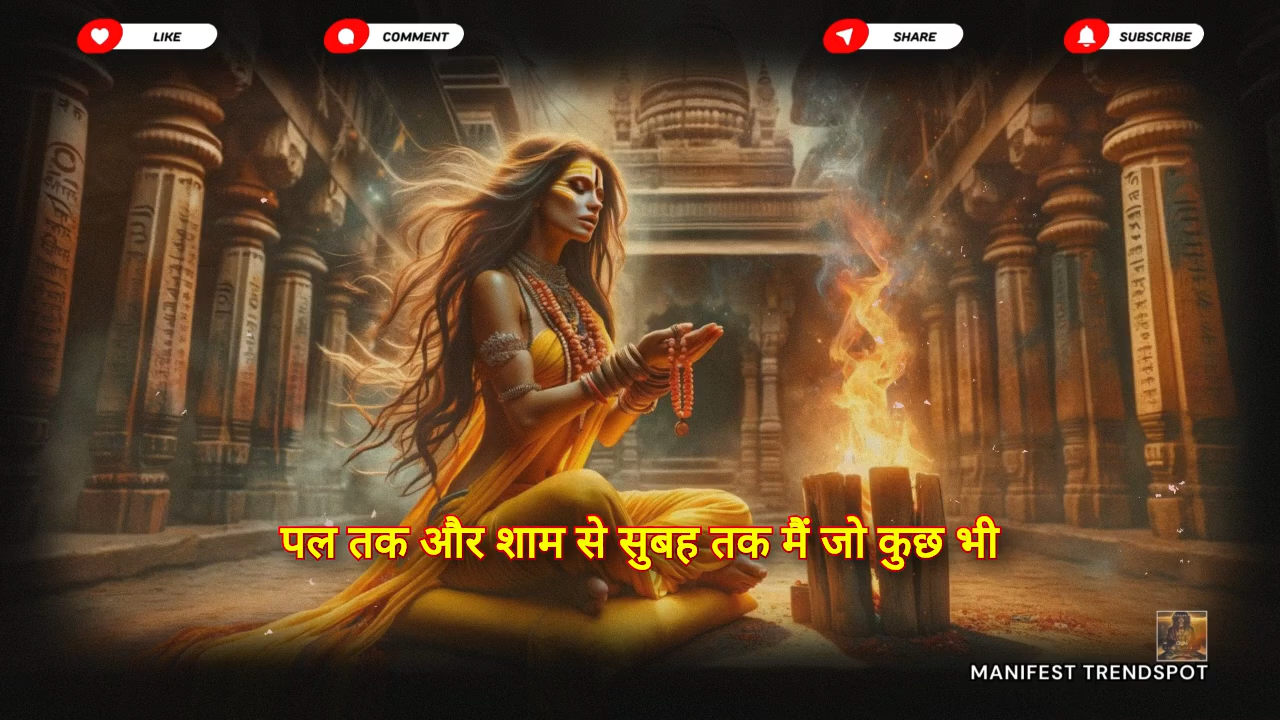 LIKE
COMMENT
SHARE
SUBSCRIBE
पल तक और शाम से सुबह तक मैं जो कुछ भी
MANIFEST TRENDSPOT